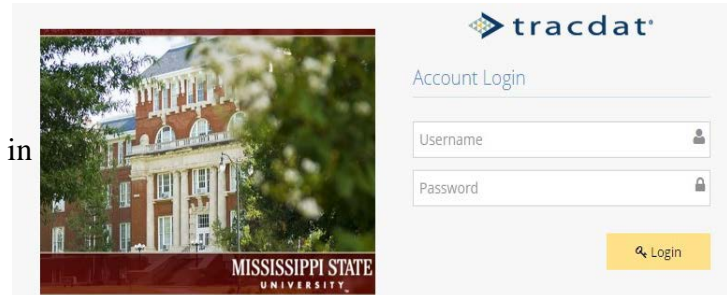 tracdat
Account Login
Username
in
Password
Login
MISSISSIPPI STATE
UNIVERSITY